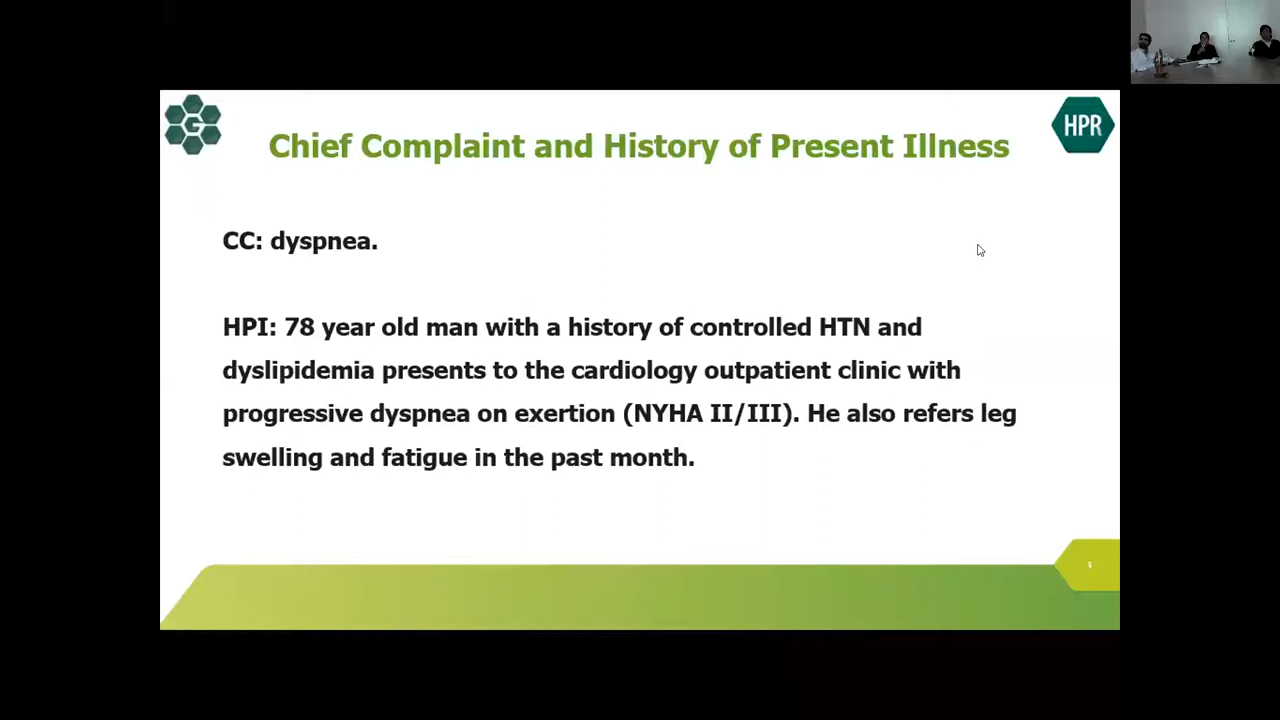 G
HPR
Chief Complaint and History of Present Illness
CC: dyspnea.
HPI: 78 year old man with a history of controlled HTN and
dyslipidemia presents to the cardiology outpatient clinic with
progressive dyspnea on exertion (NYHA II/III). He also refers leg
swelling and fatigue in the past month.